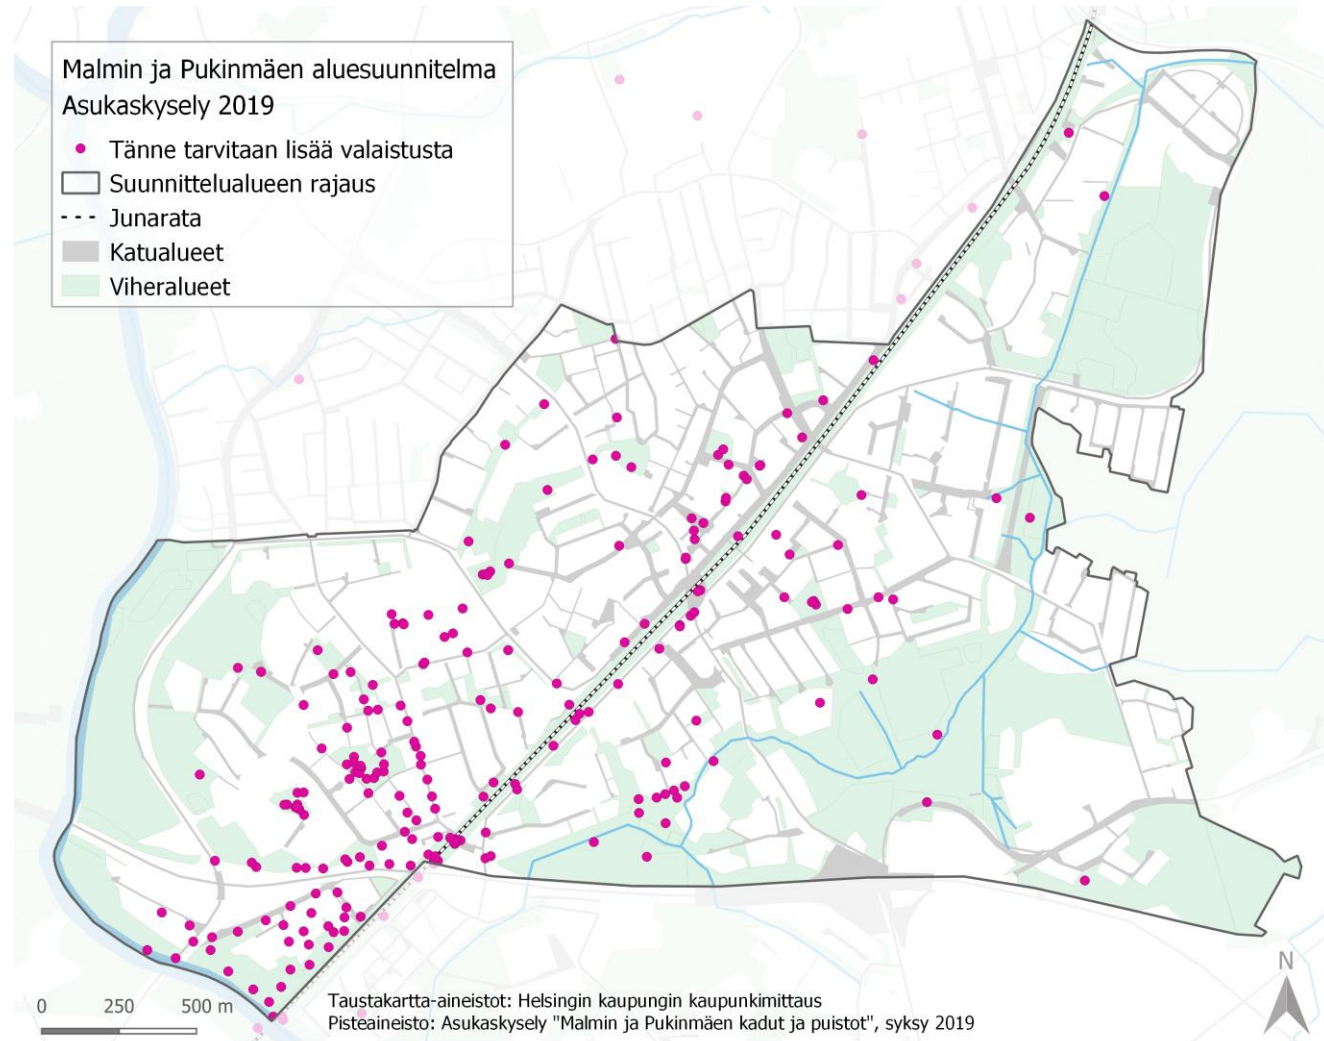 Malmin ja Pukinmäen aluesuunnitelma
Asukaskysely 2019
Tänne tarvitaan lisää valaistusta
Suunnittelualueen rajaus
Junarata
Katualueet
Viheralueet
N
0 250 500 m
Taustakartta-aineistot: Helsingin kaupungin kaupunkimittaus
Pisteaineisto: Asukaskysely "Malmin ja Pukinmäen kadut ja puistot", syksy 2019